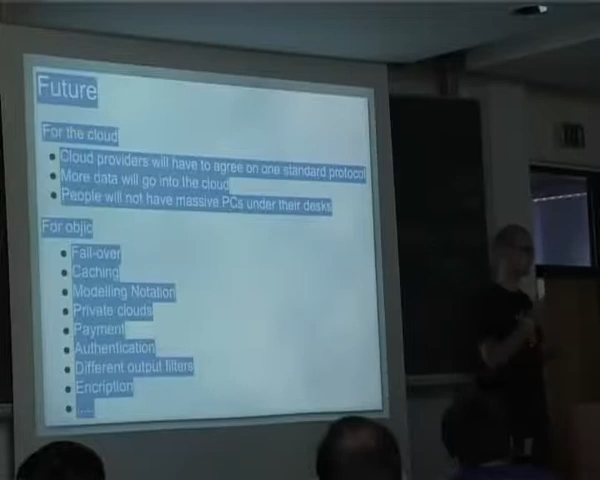 Future
For the cloud
Cloud providers will have to agree on one standard protocol
More data will go into the cloud
People will not have massive PCs under their desks
For objic
Fail-over
Caching
Modelling Notation
Private clouds
Payment
Authentication
Different output filters
Encription
...